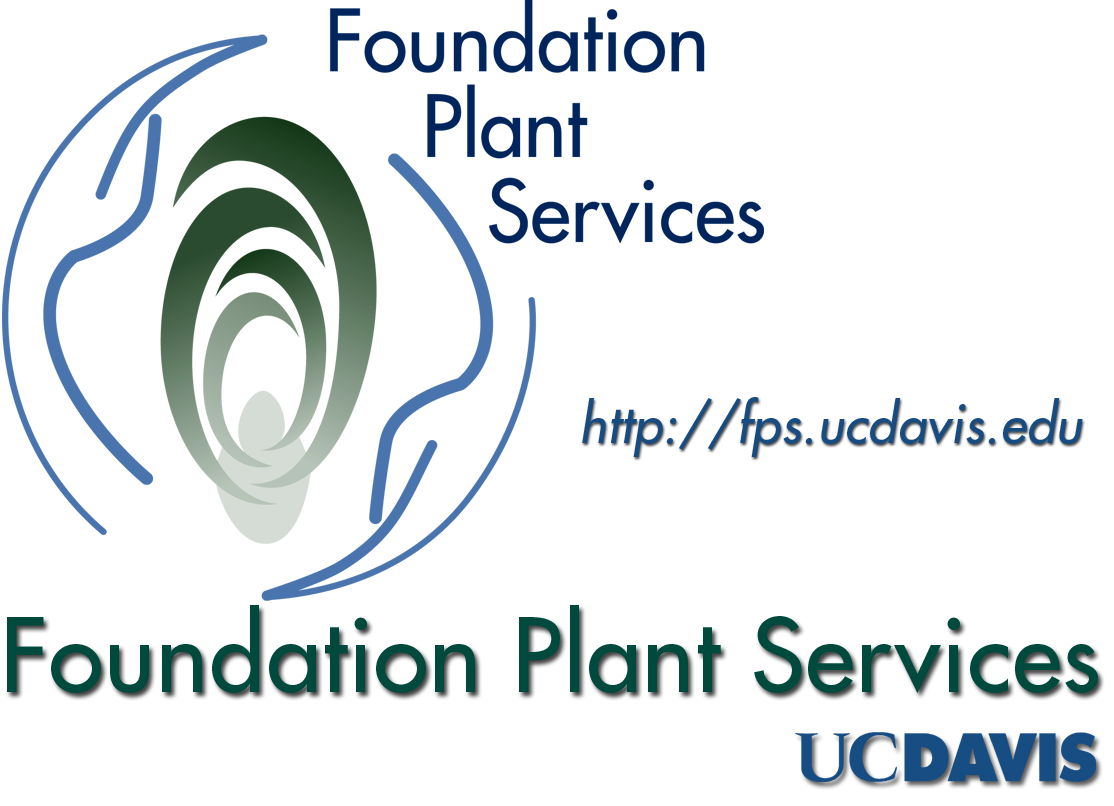 Foundation
Plant
Services
http://fps.ucdavis.edu
Foundation Plant Services
UCDAVIS